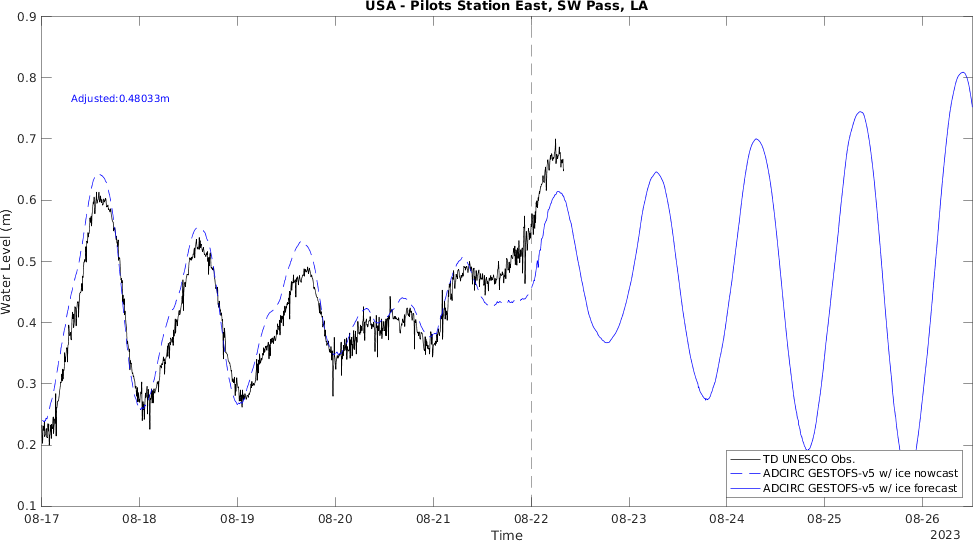 USA - Pilots Station East, SW Pass, LA
0.9
0.8
Adjusted:0.48033m
0.7
0.6
0.5
Water Level (m)
0.4
0.3
0.2
TD UNESCO Obs.
ADCIRC GESTOFS-v5 w/ ice nowcast
ADCIRC GESTOFS-v5 w/ ice forecast
0.1
08-17 08-18 08-19 08-20 08-21 08-22 08-23 08-24 08-25 08-26
Time
2023